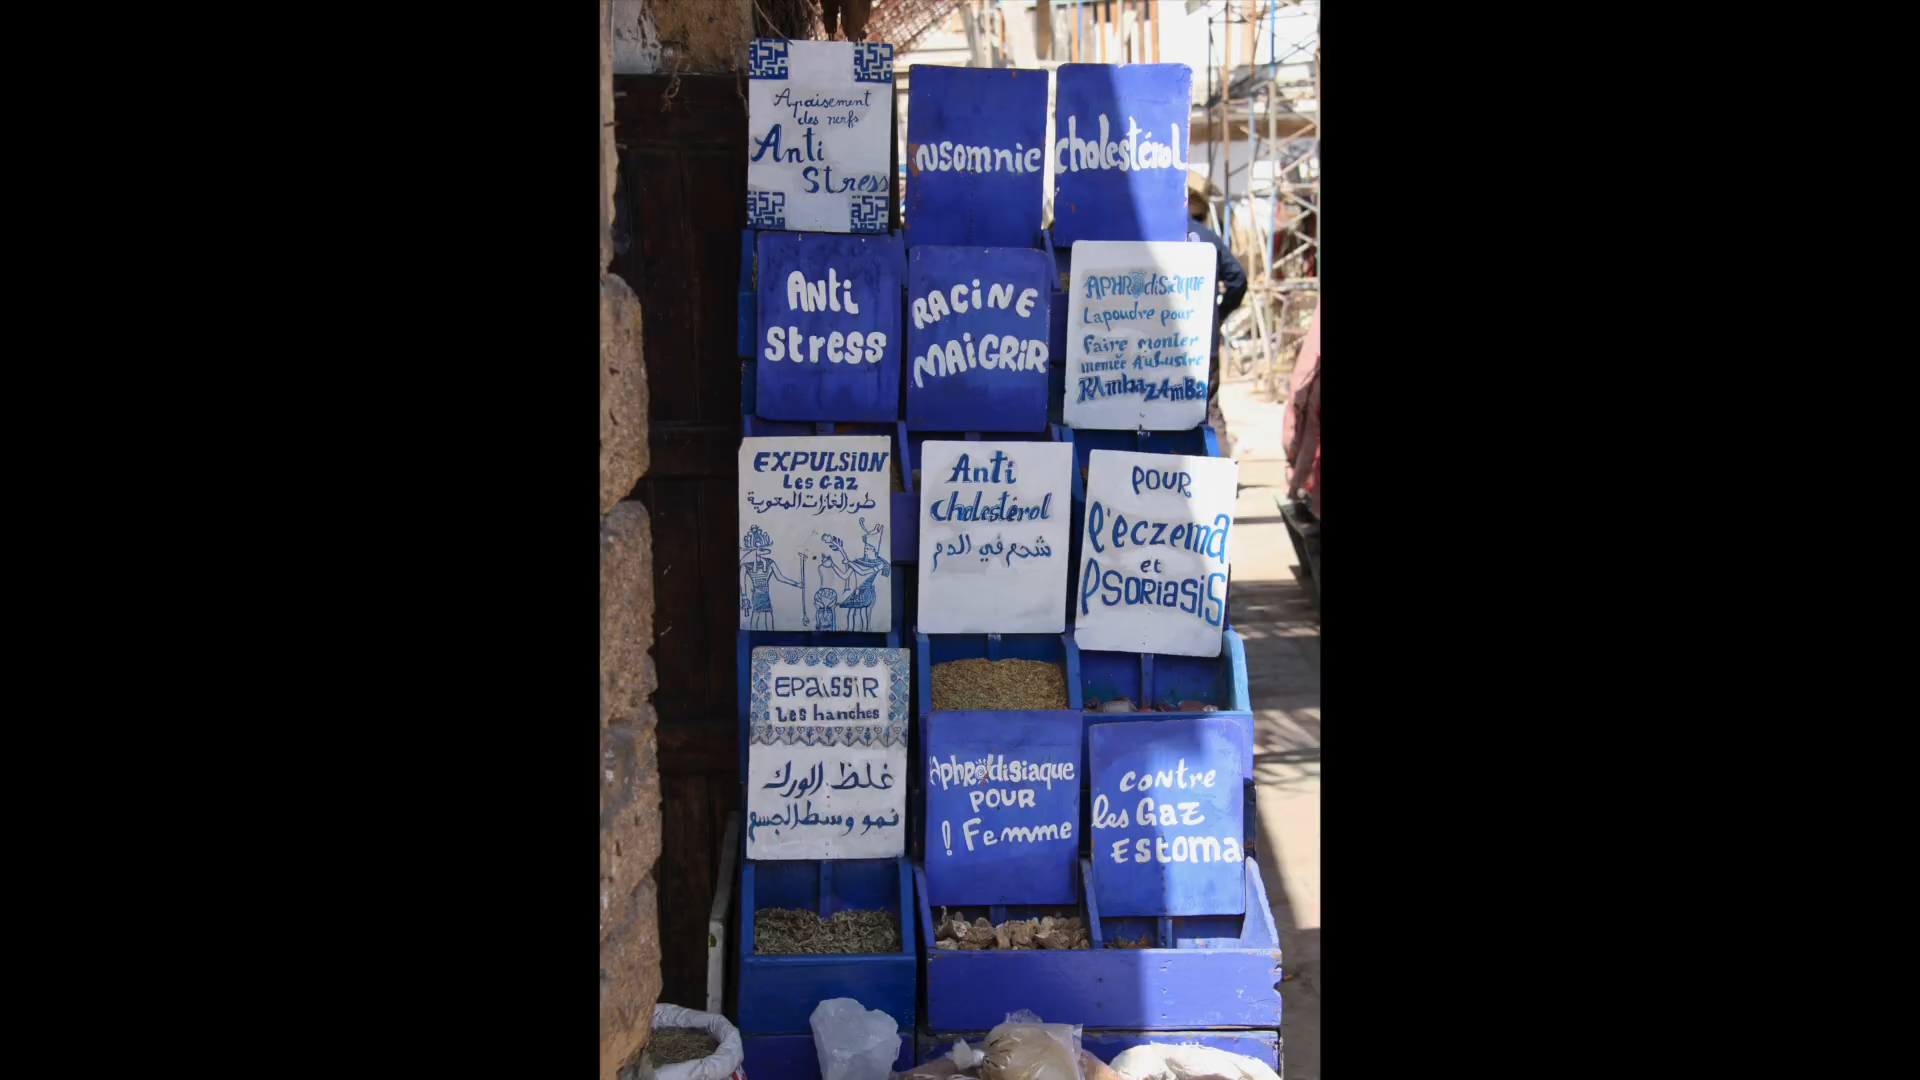 Apaisement
des nerfs
Anti
Stress
nsomnie
cholestérol
Anti
Stress
RACINE
MAIGRIR
APHROdiSiaque
Lapoudre pour
Faire monter
RAmbazAmBa
EXPULSION
Les Gaz
طرد الغازات المعوية
Anti
cholestérol
شحم في الدم
POUR
l'eczema
et
PSORIASIS
EPaissiR
Les hanches
غلظ الورك
نمو وسط الجسم
Aphrodisiaque
POUR
! Femme
CONtre
les Gaz
Estoma